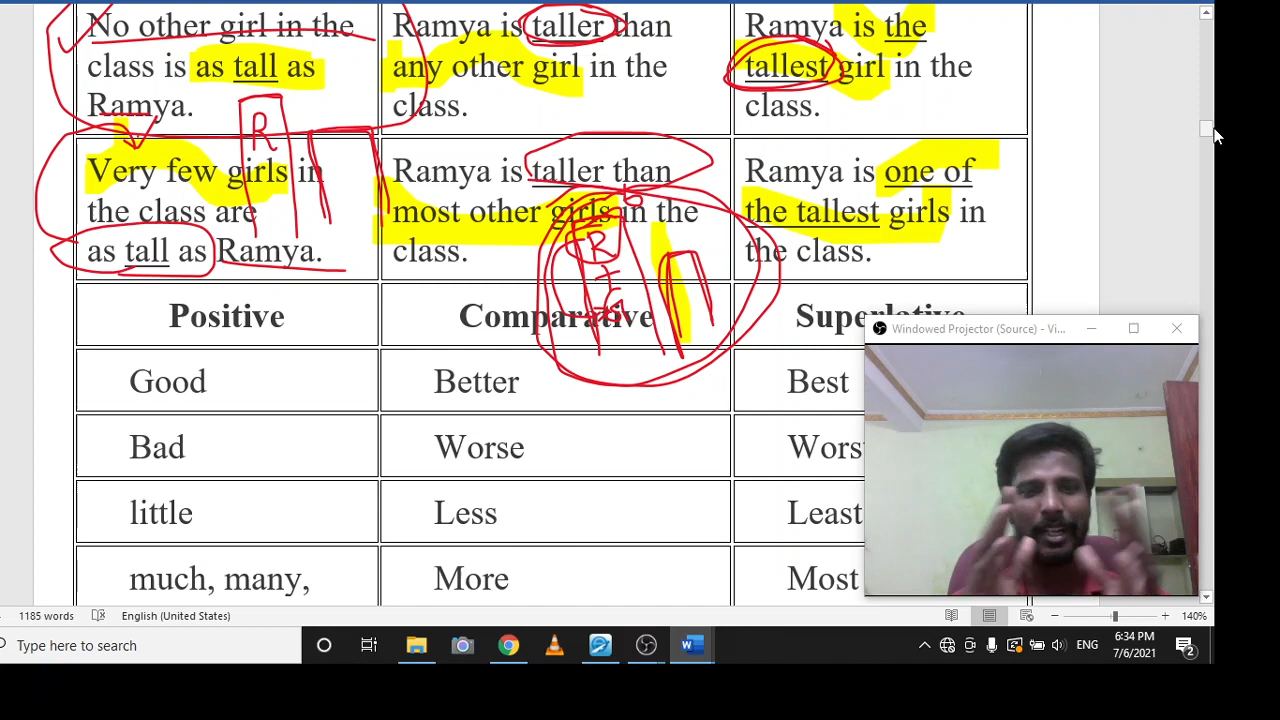 No other girl in the
class is as tall as
Ramya.
Ramya is taller than
any other girl in the
class.
Ramya is the
tallest girl in the
class.
Very few girls in
the class are
as tall as Ramya.
Ramya is taller than
most other girls in the
class.
Ramya is one of
the tallest girls in
the class.
R
R
+
G
Positive
Comparative
Superlative
Good
Better
Best
Bad
Worse
Worst
little
Less
Least
much, many,
More
Most
Windowed Projector (Source) - Vi...
1185 words
English (United States)
140%
Type here to search
ENG
6:34 PM
7/6/2021
2